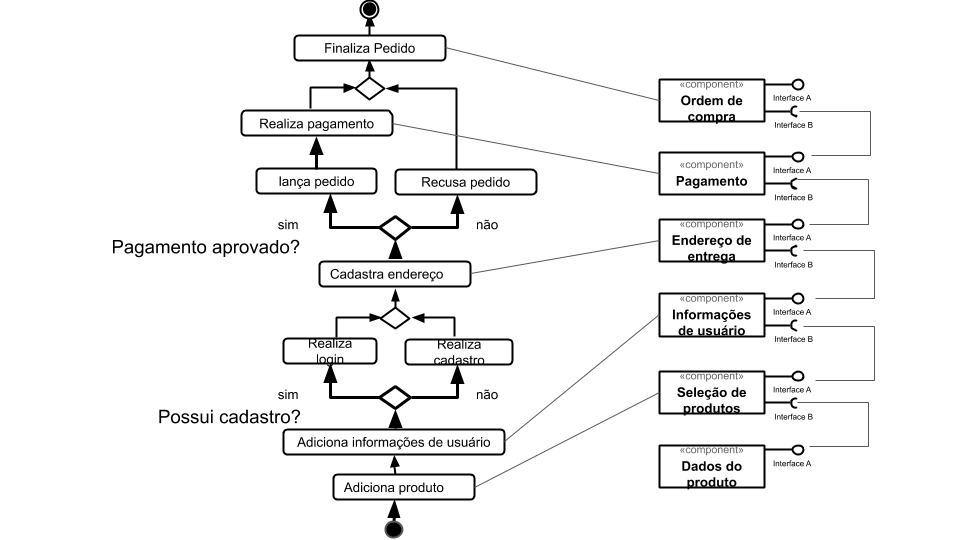 Finaliza Pedido
Realiza pagamento
lança pedido
Recusa pedido
sim
não
Pagamento aprovado?
Cadastra endereço
Realiza
login
Realiza
cadastro
sim
não
Possui cadastro?
Adiciona informações de usuário
Adiciona produto
«component»
Ordem de
compra
Interface A
Interface B
«component»
Pagamento
Interface A
Interface B
«component»
Endereço de
entrega
Interface A
Interface B
«component»
Informações
de usuário
Interface A
Interface B
«component»
Seleção de
produtos
Interface A
Interface B
«component»
Dados do
produto
Interface A